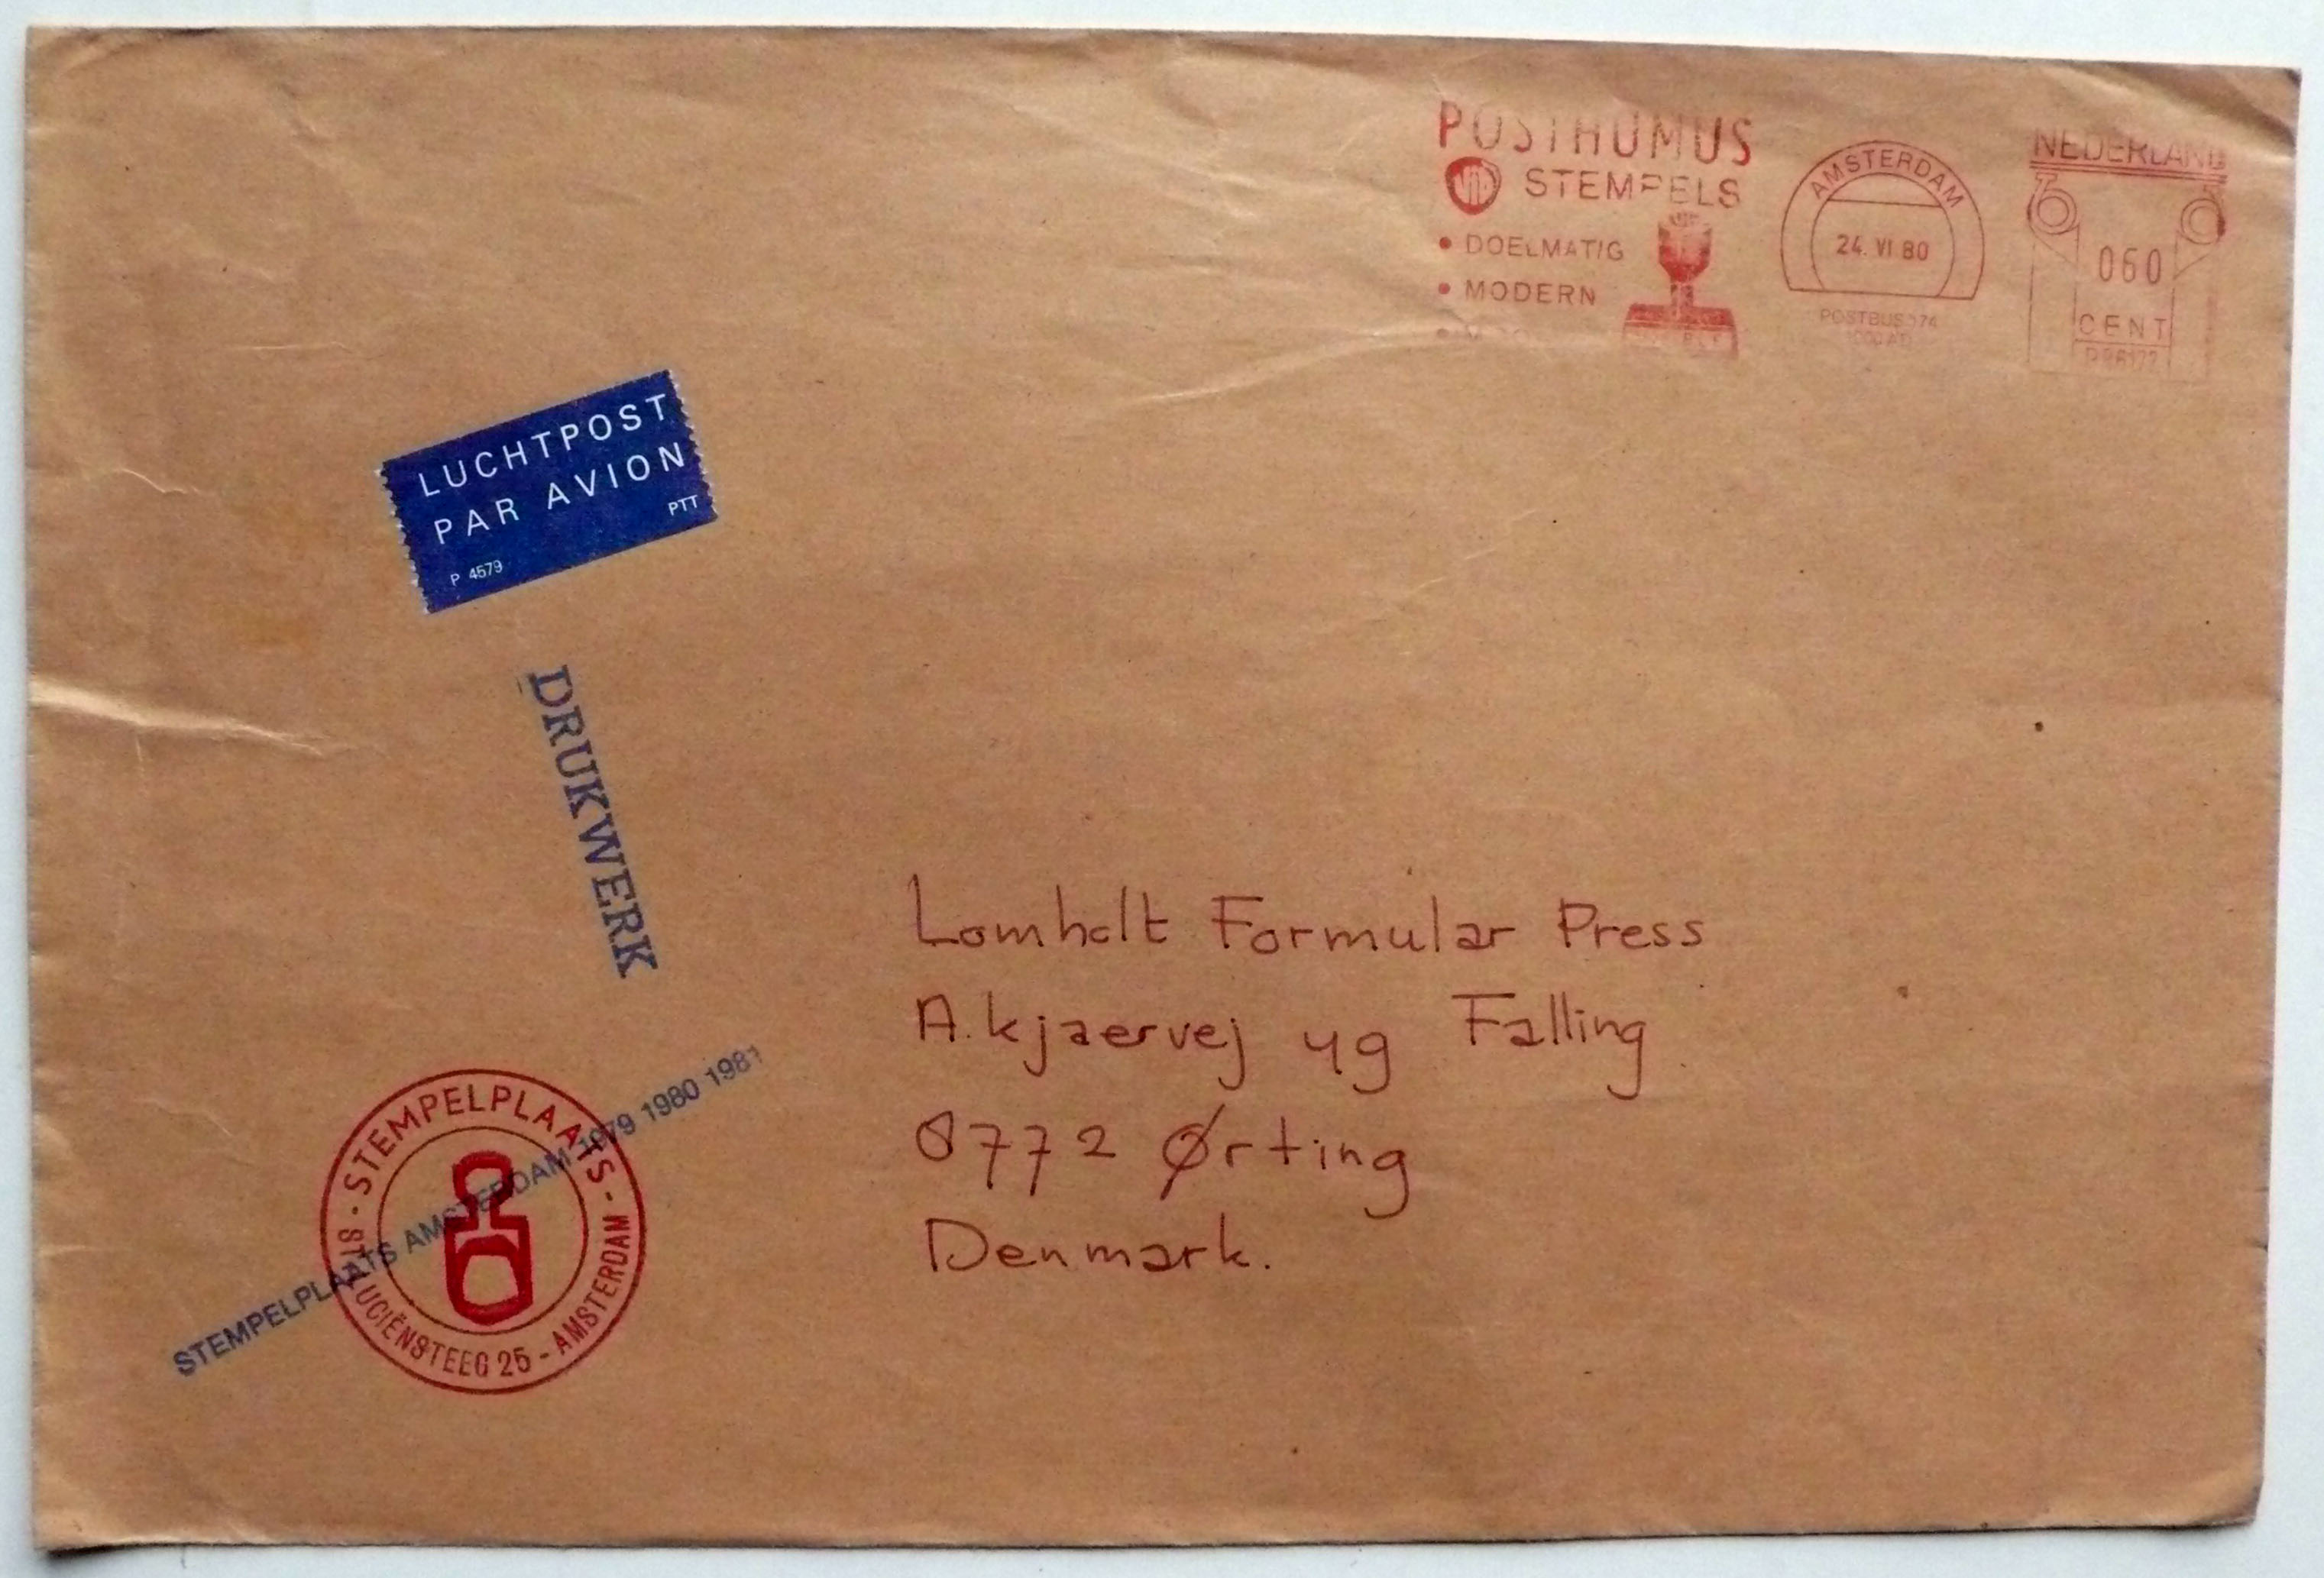 POSTHUMUS
STEMPELS
• DOELMATIG
• MODERN
AMSTERDAM
24. VI 80
POSTBUS
NEDERLAND
060
CENT
LUCHTPOST
PAR AVION
PTT
P 4579
DRUKWERK
Lomholt Formular Press
A.kjaervej 49 Falling
8772 Ørting
Denmark.
STEMPELPLAATS AMSTERDAM 1979 1980 1981
- STEMPELPLAATS -
ST. LUCIËNSTEEG 25 - AMSTERDAM